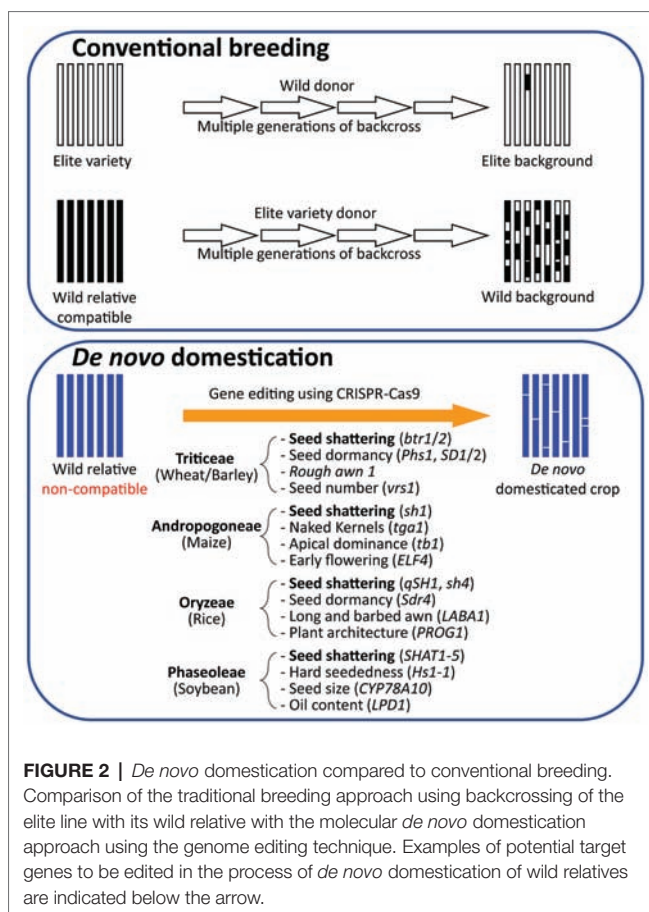 Conventional breeding
Wild donor
Multiple generations of backcross
Elite variety
Elite background
Elite variety donor
Multiple generations of backcross
Wild relative
compatible
Wild background
De novo domestication
Gene editing using CRISPR-Cas9
Wild relative
non-compatible
De novo
domesticated crop
Triticeae
(Wheat/Barley)
- Seed shattering (btr1/2)
- Seed dormancy (Phs1, SD1/2)
- Rough awn 1
- Seed number (vrs1)
Andropogoneae
(Maize)
- Seed shattering (sh1)
- Naked Kernels (tga1)
- Apical dominance (tb1)
- Early flowering (ELF4)
Oryzeae
(Rice)
- Seed shattering (qSH1, sh4)
- Seed dormancy (Sdr4)
- Long and barbed awn (LABA1)
- Plant architecture (PROG1)
Phaseoleae
(Soybean)
- Seed shattering (SHAT1-5)
- Hard seededness (Hs1-1)
- Seed size (CYP78A10)
- Oil content (LPD1)
FIGURE 2 | De novo domestication compared to conventional breeding.
Comparison of the traditional breeding approach using backcrossing of the
elite line with its wild relative with the molecular de novo domestication
approach using the genome editing technique. Examples of potential target
genes to be edited in the process of de novo domestication of wild relatives
are indicated below the arrow.